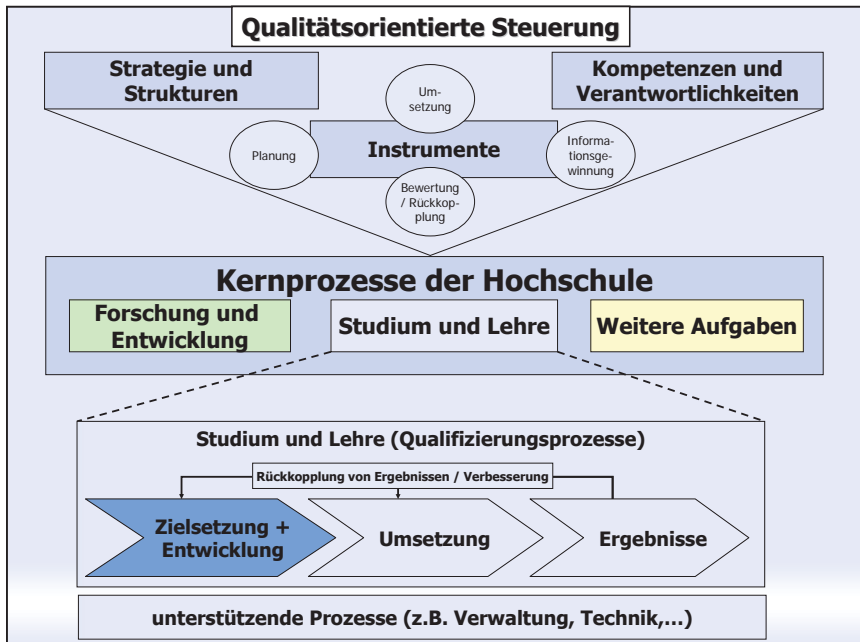 Qualitätsorientierte Steuerung
Strategie und
Strukturen
Kompetenzen und
Verantwortlichkeiten
Um-
setzung
Planung
Instrumente
Informa-
tionsge-
winnung
Bewertung
/ Rückkop-
plung
Kernprozesse der Hochschule
Forschung und
Entwicklung
Studium und Lehre
Weitere Aufgaben
Studium und Lehre (Qualifizierungsprozesse)
Rückkopplung von Ergebnissen / Verbesserung
Zielsetzung +
Entwicklung
Umsetzung
Ergebnisse
unterstützende Prozesse (z.B. Verwaltung, Technik,...)